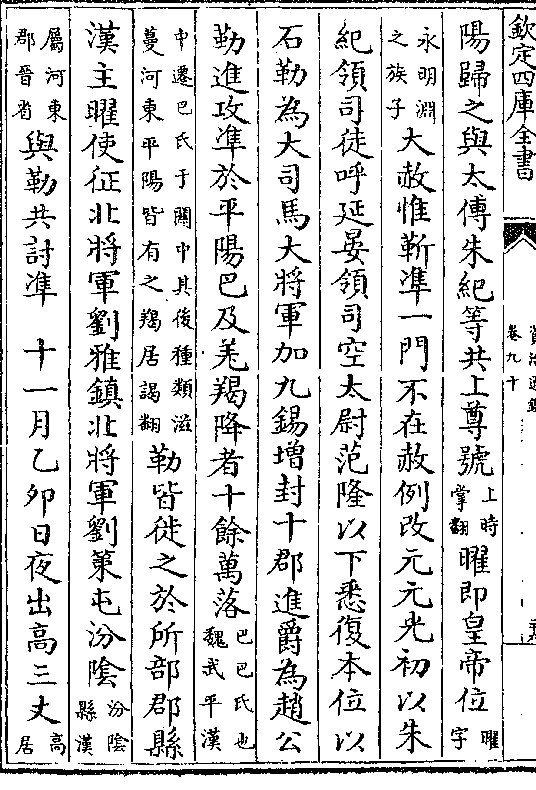 欽定四庫全書
資治通鑑
卷九十
陽歸之與太傅朱紀等共上尊號上時掌翻曜即皇帝位曜字
永明淵之族子大赦惟靳準一門不在赦例改元光初以朱
紀領司徒呼延晏領司空太尉范隆以下悉復本位以
石勒為大司馬大將軍加九錫增封十郡進爵為趙公
勒進攻準於平陽巴及羌羯降者十餘萬落巴巴氏也魏武平漢
中遷巴氏于關中其後種類滋蔓河東平陽皆有之羯居謁翻勒皆徙之於所部郡縣
漢主曜使征北將軍劉雅鎮北將軍劉策屯汾陰汾陰縣漢
屬河東郡晉省與勒共討準　十一月乙卯日夜出高三丈高居